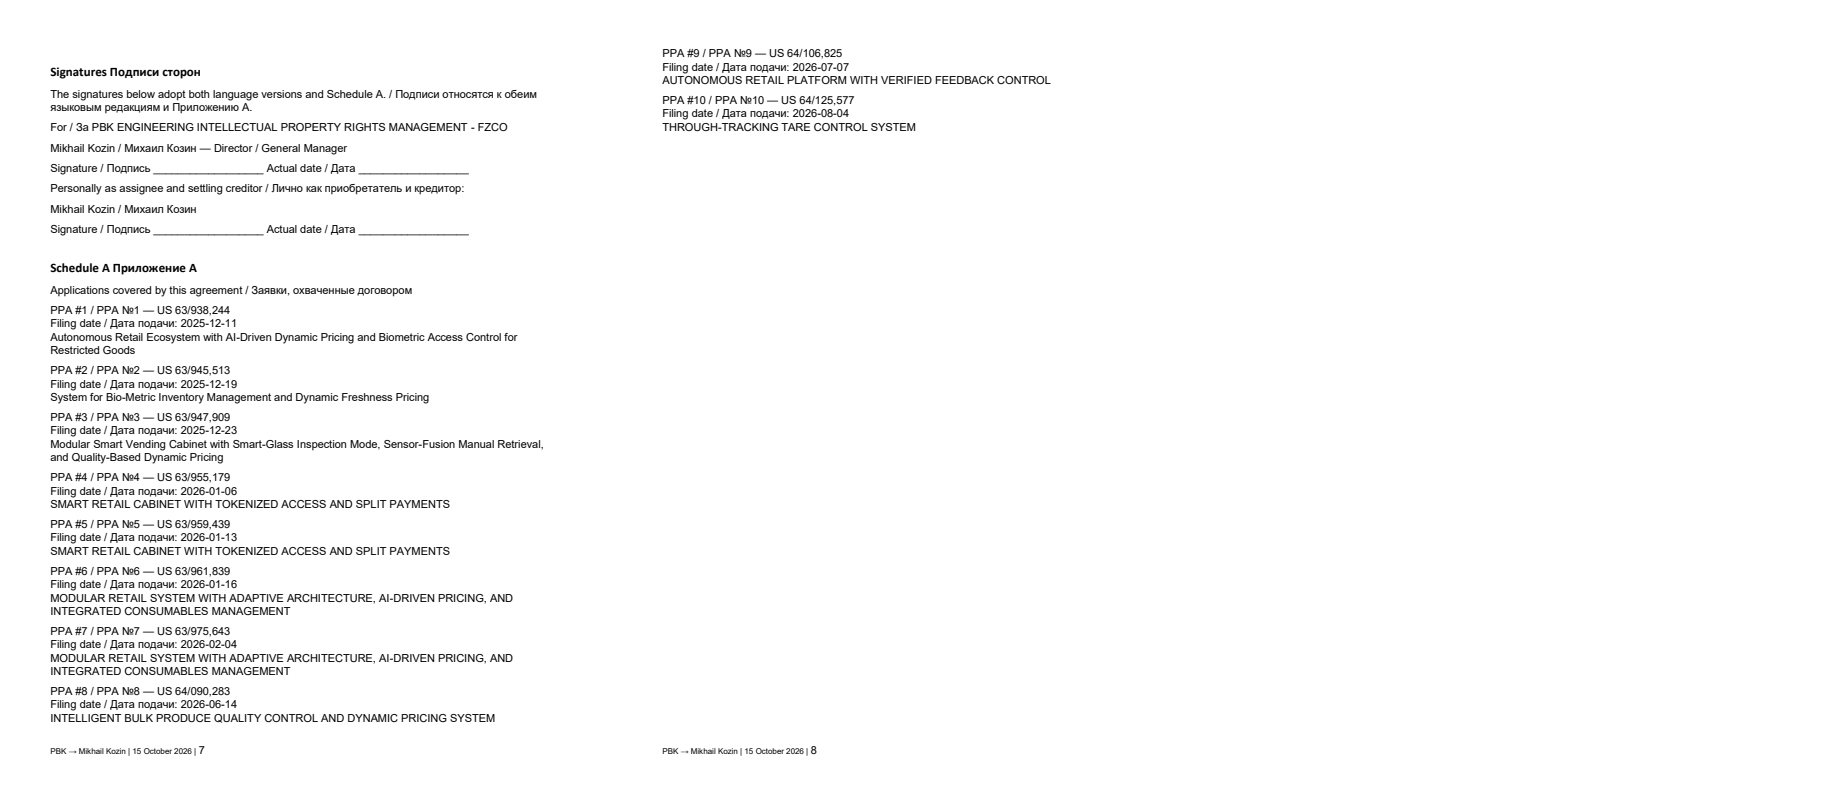 Signatures Подписи сторон
The signatures below adopt both language versions and Schedule A. / Подписи относятся к обеим
языковым редакциям и Приложению А.
For / За PBK ENGINEERING INTELLECTUAL PROPERTY RIGHTS MANAGEMENT - FZCO
Mikhail Kozin / Михаил Козин — Director / General Manager
Signature / Подпись __________________ Actual date / Дата __________________
Personally as assignee and settling creditor / Лично как приобретатель и кредитор:
Mikhail Kozin / Михаил Козин
Signature / Подпись __________________ Actual date / Дата __________________
Schedule A Приложение А
Applications covered by this agreement / Заявки, охваченные договором
PPA #1 / PPA №1 — US 63/938,244
Filing date / Дата подачи: 2025-12-11
Autonomous Retail Ecosystem with AI-Driven Dynamic Pricing and Biometric Access Control for
Restricted Goods
PPA #2 / PPA №2 — US 63/945,513
Filing date / Дата подачи: 2025-12-19
System for Bio-Metric Inventory Management and Dynamic Freshness Pricing
PPA #3 / PPA №3 — US 63/947,909
Filing date / Дата подачи: 2025-12-23
Modular Smart Vending Cabinet with Smart-Glass Inspection Mode, Sensor-Fusion Manual Retrieval,
and Quality-Based Dynamic Pricing
PPA #4 / PPA №4 — US 63/955,179
Filing date / Дата подачи: 2026-01-06
SMART RETAIL CABINET WITH TOKENIZED ACCESS AND SPLIT PAYMENTS
PPA #5 / PPA №5 — US 63/959,439
Filing date / Дата подачи: 2026-01-13
SMART RETAIL CABINET WITH TOKENIZED ACCESS AND SPLIT PAYMENTS
PPA #6 / PPA №6 — US 63/961,839
Filing date / Дата подачи: 2026-01-16
MODULAR RETAIL SYSTEM WITH ADAPTIVE ARCHITECTURE, AI-DRIVEN PRICING, AND
INTEGRATED CONSUMABLES MANAGEMENT
PPA #7 / PPA №7 — US 63/975,643
Filing date / Дата подачи: 2026-02-04
MODULAR RETAIL SYSTEM WITH ADAPTIVE ARCHITECTURE, AI-DRIVEN PRICING, AND
INTEGRATED CONSUMABLES MANAGEMENT
PPA #8 / PPA №8 — US 64/090,283
Filing date / Дата подачи: 2026-06-14
INTELLIGENT BULK PRODUCE QUALITY CONTROL AND DYNAMIC PRICING SYSTEM
PBK → Mikhail Kozin | 15 October 2026 | 7
PPA #9 / PPA №9 — US 64/106,825
Filing date / Дата подачи: 2026-07-07
AUTONOMOUS RETAIL PLATFORM WITH VERIFIED FEEDBACK CONTROL
PPA #10 / PPA №10 — US 64/125,577
Filing date / Дата подачи: 2026-08-04
THROUGH-TRACKING TARE CONTROL SYSTEM
PBK → Mikhail Kozin | 15 October 2026 | 8